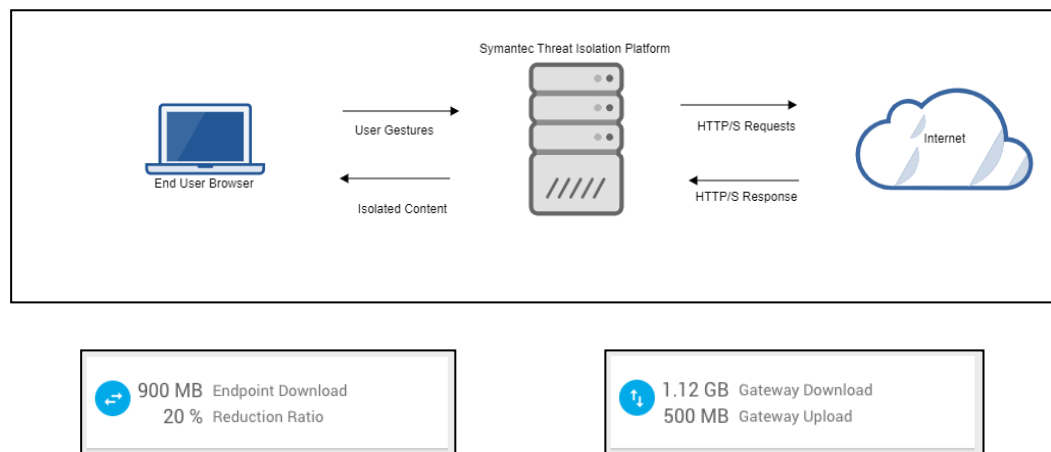 Symantec Threat Isolation Platform
User Gestures
HTTP/S Requests
Internet
End User Browser
Isolated Content
HTTP/S Response
900 MB Endpoint Download
20 % Reduction Ratio
1.12 GB Gateway Download
500 MB Gateway Upload